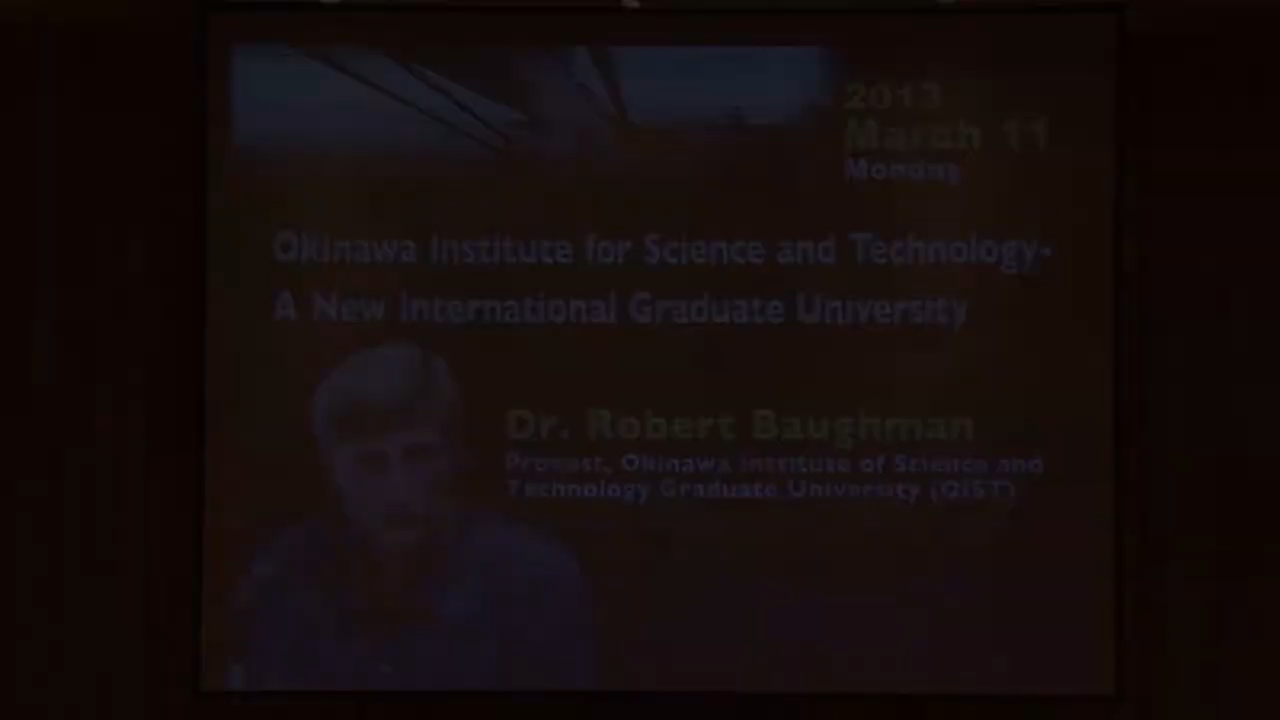 2013
March 11
Monday
Okinawa Institute for Science and Technology-
A New International Graduate University
Dr. Robert Baughman
Provost, Okinawa Institute of Science and
Technology Graduate University (OIST)